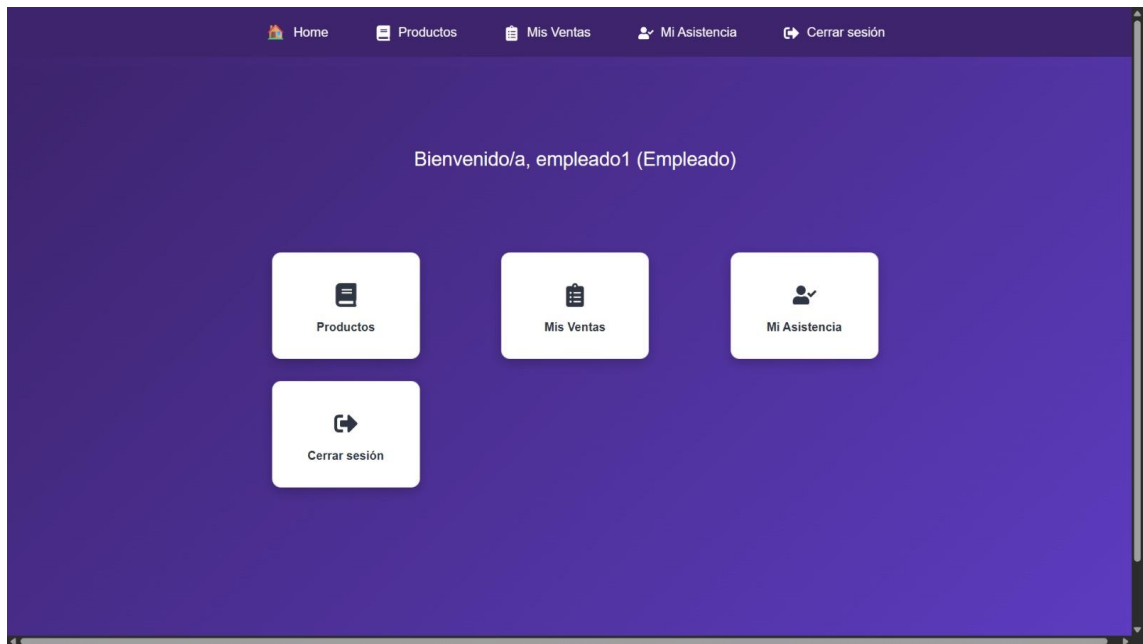 Home Productos Mis Ventas Mi Asistencia Cerrar sesión
Bienvenido/a, empleado1 (Empleado)
Productos Mis Ventas Mi Asistencia
Cerrar sesión